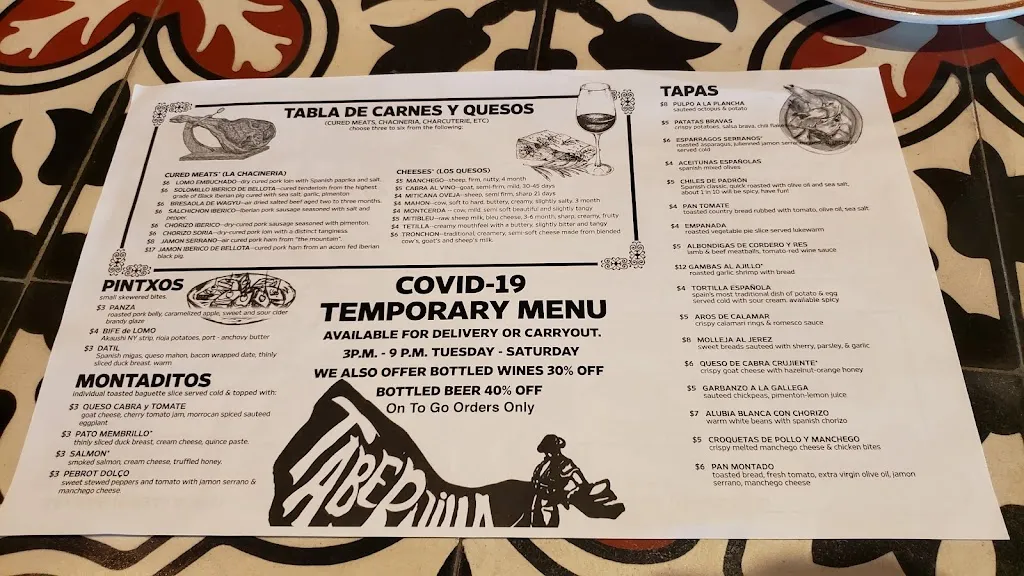 TABLA DE CARNES Y QUESOS
(CURED MEATS, CHACINERIA, CHARCUTERIE, ETC)
choose three to six from the following:
CURED MEATS* (LA CHACINERIA)
$6 LOMO EMBUCHADO-dry cured pork loin with Spanish paprika and salt.
$6 SOLOMILLO IBERICO DE BELLOTA-cured tenderloin from the highest
grade of Black Iberian pig cured with sea salt; garlic, pimenton.
$6 BRESAOLA DE WAGYU-air dried salted beef aged two to three months.
$6 SALCHICHON IBERICO-Iberian pork sausage seasoned with salt and
pepper.
$6 CHORIZO IBERICO-dry-cured pork sausage seasoned with pimenton.
$6 CHORIZO SORIA-dry-cured pork loin with a distinct tanginess.
$8 JAMON SERRANO-air cured pork ham from "the mountain".
$17 JAMON IBERICO DE BELLOTA-cured pork ham from an acorn fed Iberian
black pig.
CHEESES* (LOS QUESOS)
$5 MANCHEGO-sheep, firm, nutty, 4 month
$5 CABRA AL VINO-goat, semi-firm, mild, 30-45 days
$4 MITICANA OVEJA-sheep, semi firm, sharp 21 days
$4 MAHON-cow, soft to hard, buttery, creamy, slightly salty, 3 month
$4 MONTCERDA-cow, mild, semi soft beautiful and slightly tangy
$5 MITIBLEU-raw sheep milk, bleu cheese, 3-6 month, sharp, creamy, fruity
$4 TETILLA-creamy mouthfeel with a buttery, slightly bitter and tangy
$6 TRONCHON-traditional, creamery, semi-soft cheese made from blended
cow's, goat's and sheep's milk.
PINTXOS
small skewered bites.
$3 PANZA
roasted pork belly, caramelized apple, sweet and sour cider
brandy glaze
$4 BIFE de LOMO
Akaushi NY strip, rioja potatoes, port - anchovy butter
$3 DATIL
Spanish migas, queso mahon, bacon wrapped date, thinly
sliced duck breast. warm
MONTADITOS
individual toasted baguette slice served cold & topped with:
$3 QUESO CABRA y TOMATE
goat cheese, cherry tomato jam, morrocan spiced sauteed
eggplant
$3 PATO MEMBRILLO*
thinly sliced duck breast, cream cheese, quince paste.
$3 SALMON*
smoked salmon, cream cheese, truffled honey.
$3 PEBROT DOLÇO
sweet stewed peppers and tomato with jamon serrano &
manchego cheese.
COVID-19
TEMPORARY MENU
AVAILABLE FOR DELIVERY OR CARRYOUT.
3P.M. - 9 P.M. TUESDAY - SATURDAY
WE ALSO OFFER BOTTLED WINES 30% OFF
BOTTLED BEER 40% OFF
On To Go Orders Only
TABERNILLA
TAPAS
$8 PULPO A LA PLANCHA
sauteed octopus & potato
$5 PATATAS BRAVAS
crispy potatoes, salsa brava, chili flake
$6 ESPARRAGOS SERRANOS*
roasted asparagus, julienned jamon serrano
served cold
$4 ACEITUNAS ESPAÑOLAS
spanish mixed olives
$5 CHILES DE PADRÓN
Spanish classic, quick roasted with olive oil and sea salt,
about 1 in 10 will be spicy, have fun!
$4 PAN TOMATE
toasted country bread rubbed with tomato, olive oil, sea salt.
$4 EMPANADA
roasted vegetable pie slice served lukewarm
$5 ALBONDIGAS DE CORDERO Y RES
lamb & beef meatballs, tomato-red wine sauce
$12 GAMBAS AL AJILLO*
roasted garlic shrimp with bread
$4 TORTILLA ESPAÑOLA
spain's most traditional dish of potato & egg
served cold with sour cream. available spicy
$5 AROS DE CALAMAR
crispy calamari rings & romesco sauce
$8 MOLLEJA AL JEREZ
sweet breads sauteed with sherry, parsley, & garlic
$6 QUESO DE CABRA CRUJIENTE*
crispy goat cheese with hazelnut-orange honey
$5 GARBANZO A LA GALLEGA
sauteed chickpeas, pimenton-lemon juice.
$7 ALUBIA BLANCA CON CHORIZO
warm white beans with spanish chorizo
$5 CROQUETAS DE POLLO Y MANCHEGO
crispy melted manchego cheese & chicken bites
$6 PAN MONTADO
toasted bread, fresh tomato, extra virgin olive oil, jamon
serrano, manchego cheese